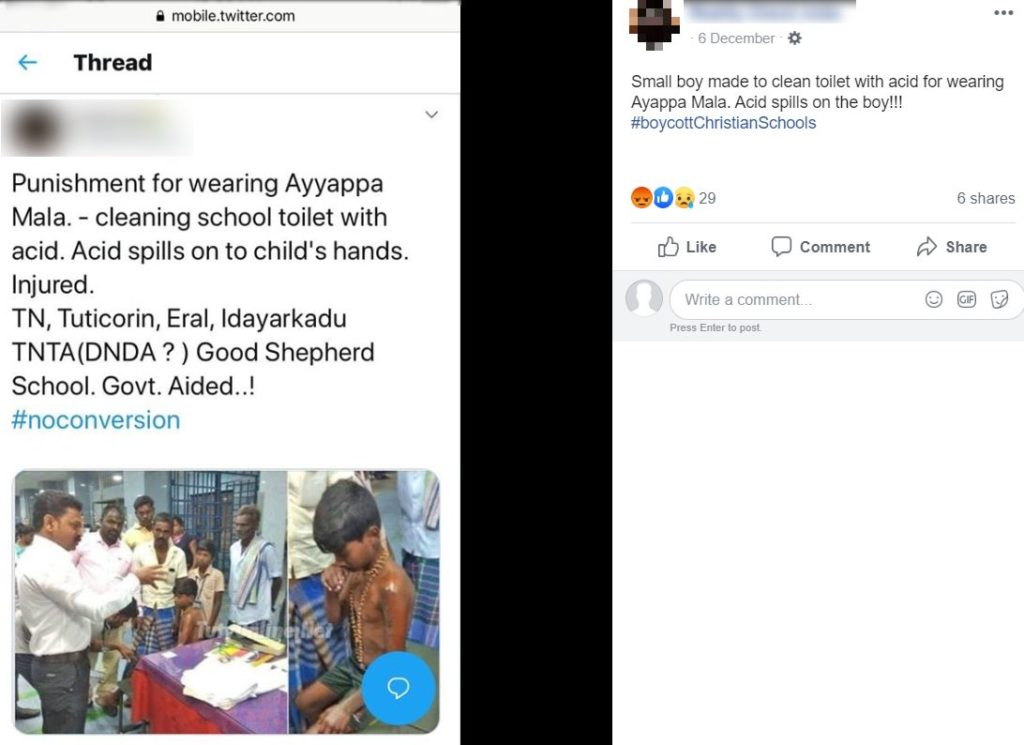 mobile.twitter.com
Thread
Punishment for wearing Ayyappa
Mala. - cleaning school toilet with
acid. Acid spills on to child's hands.
Injured.
TN, Tuticorin, Eral, Idayarkadu
TNTA(DNDA ? ) Good Shepherd
School. Govt. Aided..!
#noconversion
· 6 December ·
Small boy made to clean toilet with acid for wearing
Ayappa Mala. Acid spills on the boy!!!
#boycottChristianSchools
29
6 shares
Like
Comment
Share
Write a comment...
GIF
Press Enter to post.